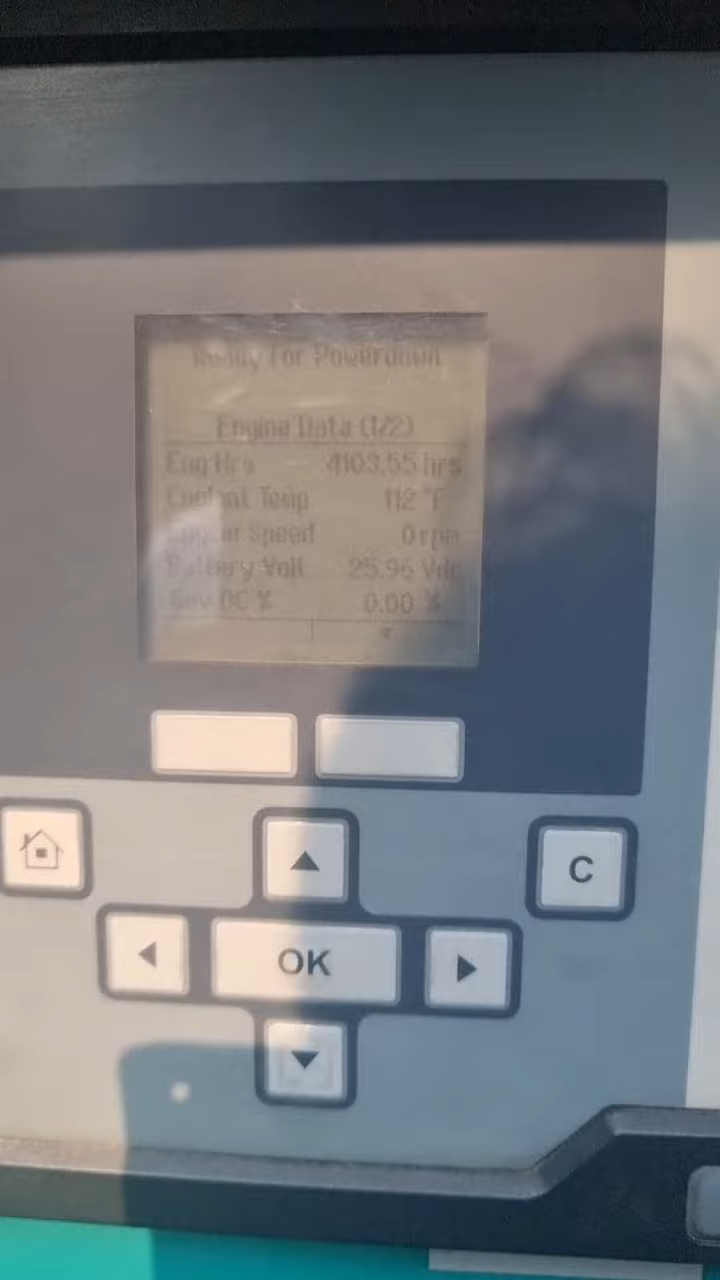 Ready For Powerdown
Engine Data (1/2)
Eng Hrs 4103.55 hrs
Coolant Temp 112 °F
Speed 0 rpm
Battery Volt 25.96 Vdc
Gov DC % 0.00 %
C
OK